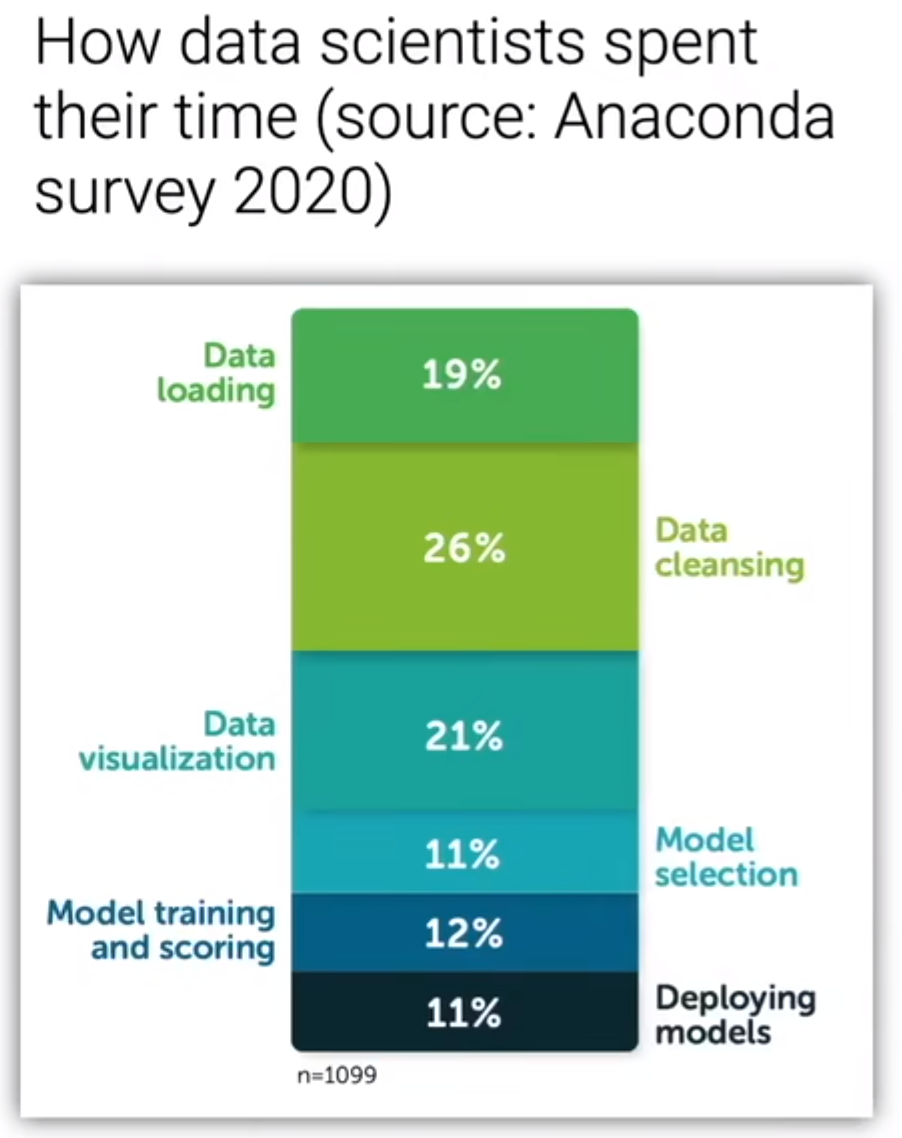 How data scientists spent
their time (source: Anaconda
survey 2020)
Data
loading
19%
26%
Data
cleansing
Data
visualization
21%
11%
Model
selection
Model training
and scoring
12%
11%
Deploying
models
n=1099